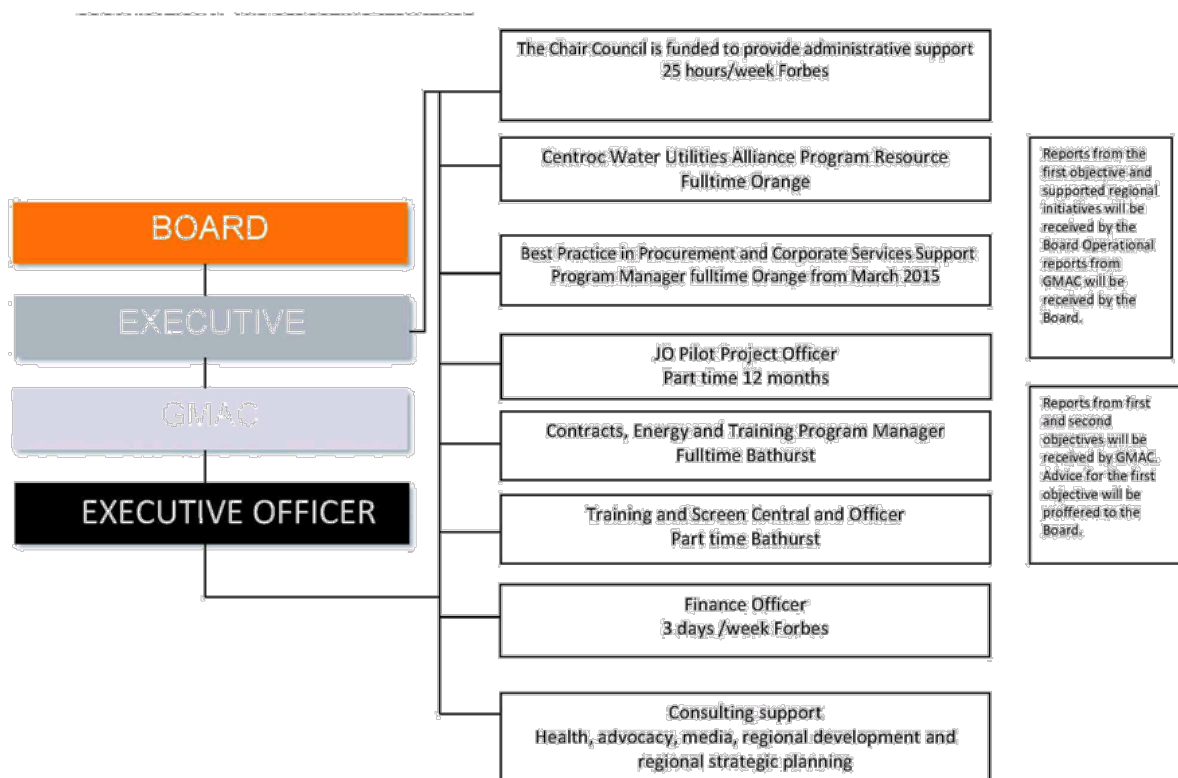 BOARD
EXECUTIVE
GMAC
EXECUTIVE OFFICER
The Chair Council is funded to provide administrative support
25 hours/week Forbes
Centroc Water Utilities Alliance Program Resource
Fulltime Orange
Best Practice in Procurement and Corporate Services Support
Program Manager fulltime Orange from March 2015
JO Pilot Project Officer
Part time 12 months
Contracts, Energy and Training Program Manager
Fulltime Bathurst
Training and Screen Central and Officer
Part time Bathurst
Finance Officer
3 days /week Forbes
Consulting support
Health, advocacy, media, regional development and
regional strategic planning
Reports from the
first objective and
supported regional
initiatives will be
received by the
Board Operational
reports from
GMAC will be
received by the
Board.
Reports from first
and second
objectives will be
received by GMAC.
Advice for the first
objective will be
proffered to the
Board.